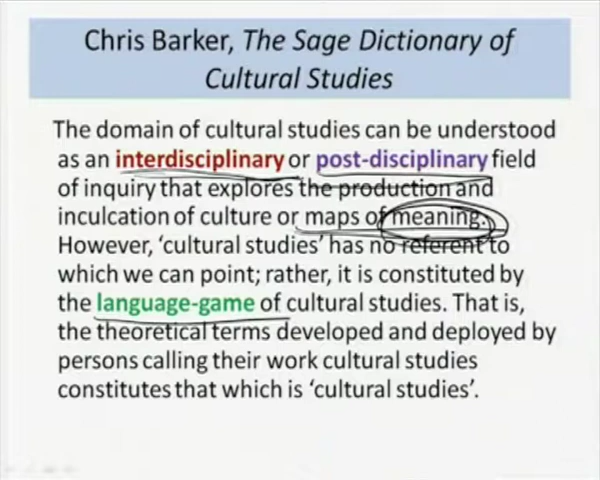 Chris Barker, The Sage Dictionary of
Cultural Studies
The domain of cultural studies can be understood
as an interdisciplinary or post-disciplinary field
of inquiry that explores the production and
inculcation of culture or maps of meaning.
However, ‘cultural studies’ has no referent to
which we can point; rather, it is constituted by
the language-game of cultural studies. That is,
the theoretical terms developed and deployed by
persons calling their work cultural studies
constitutes that which is ‘cultural studies’.